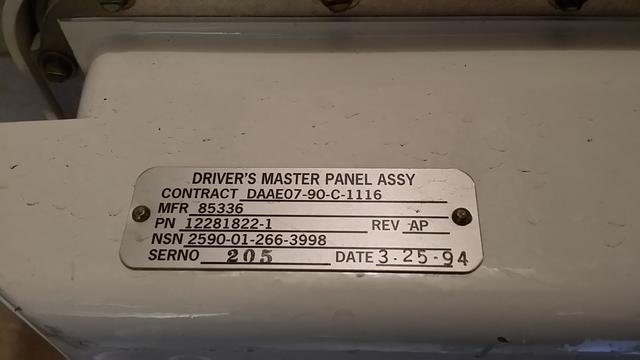 DRIVER'S MASTER PANEL ASSY
CONTRACT DAAE07-90-C-1116
MFR 85336
PN 12281822-1 REV AP
NSN 2590-01-266-3998
SERNO 205 DATE 3-25-94